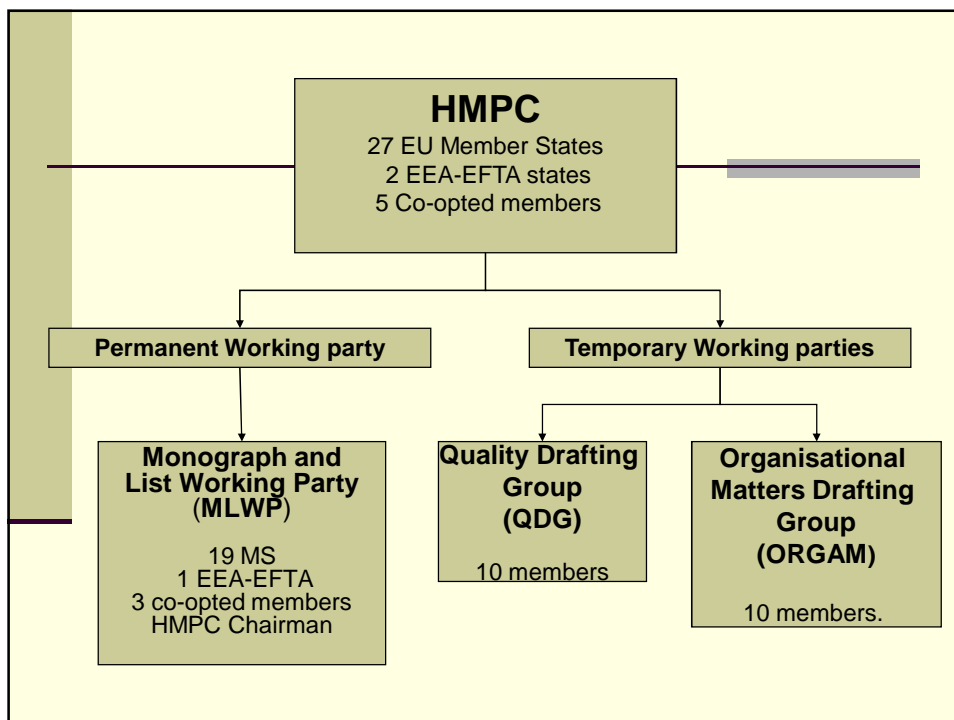 HMPC
27 EU Member States
2 EEA-EFTA states
5 Co-opted members
Permanent Working party
Temporary Working parties
Monograph and
List Working Party
(MLWP)
19 MS
1 EEA-EFTA
3 co-opted members
HMPC Chairman
Quality Drafting
Group
(QDG)
10 members
Organisational
Matters Drafting
Group
(ORGAM)
10 members.